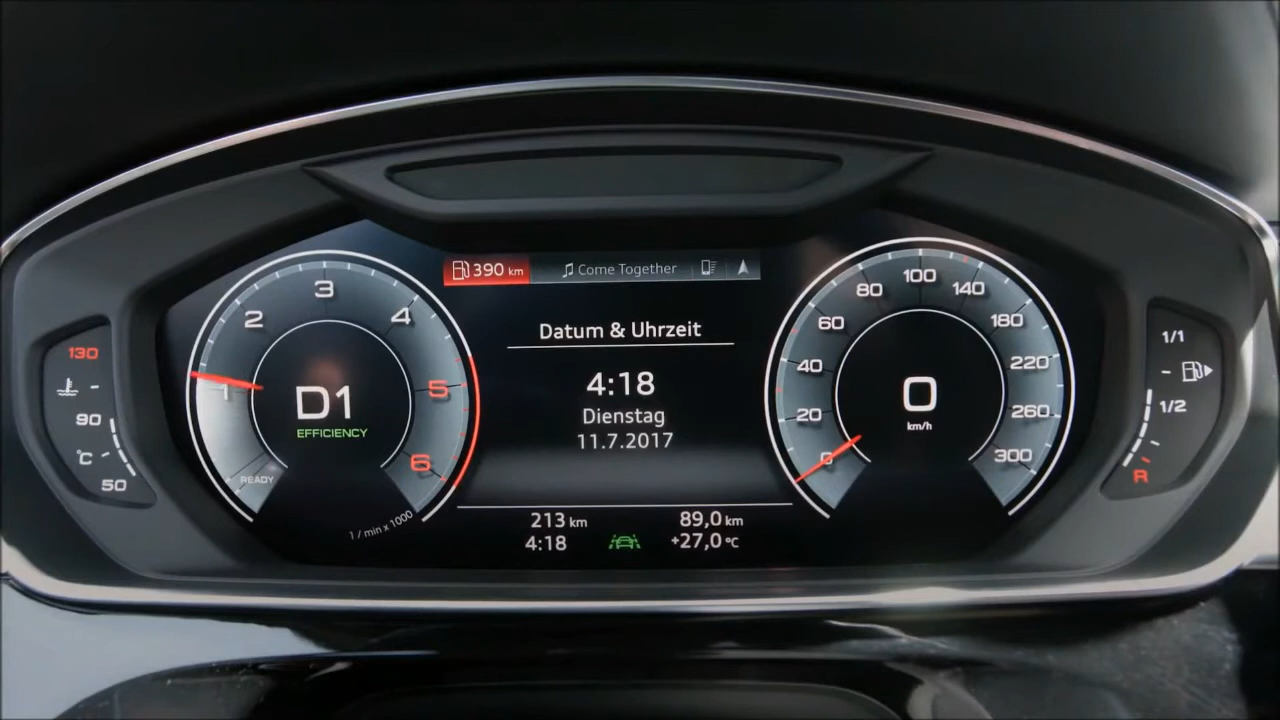 390 km
Come Together
Datum & Uhrzeit
4:18
Dienstag
11.7.2017
213 km
89,0 km
4:18
+27,0 °C
1
2
3
4
5
6
READY
D1
EFFICIENCY
1 / min x 1000
0
20
40
60
80
100
140
180
220
260
300
0
km/h
130
90
°C
50
1/1
1/2
R